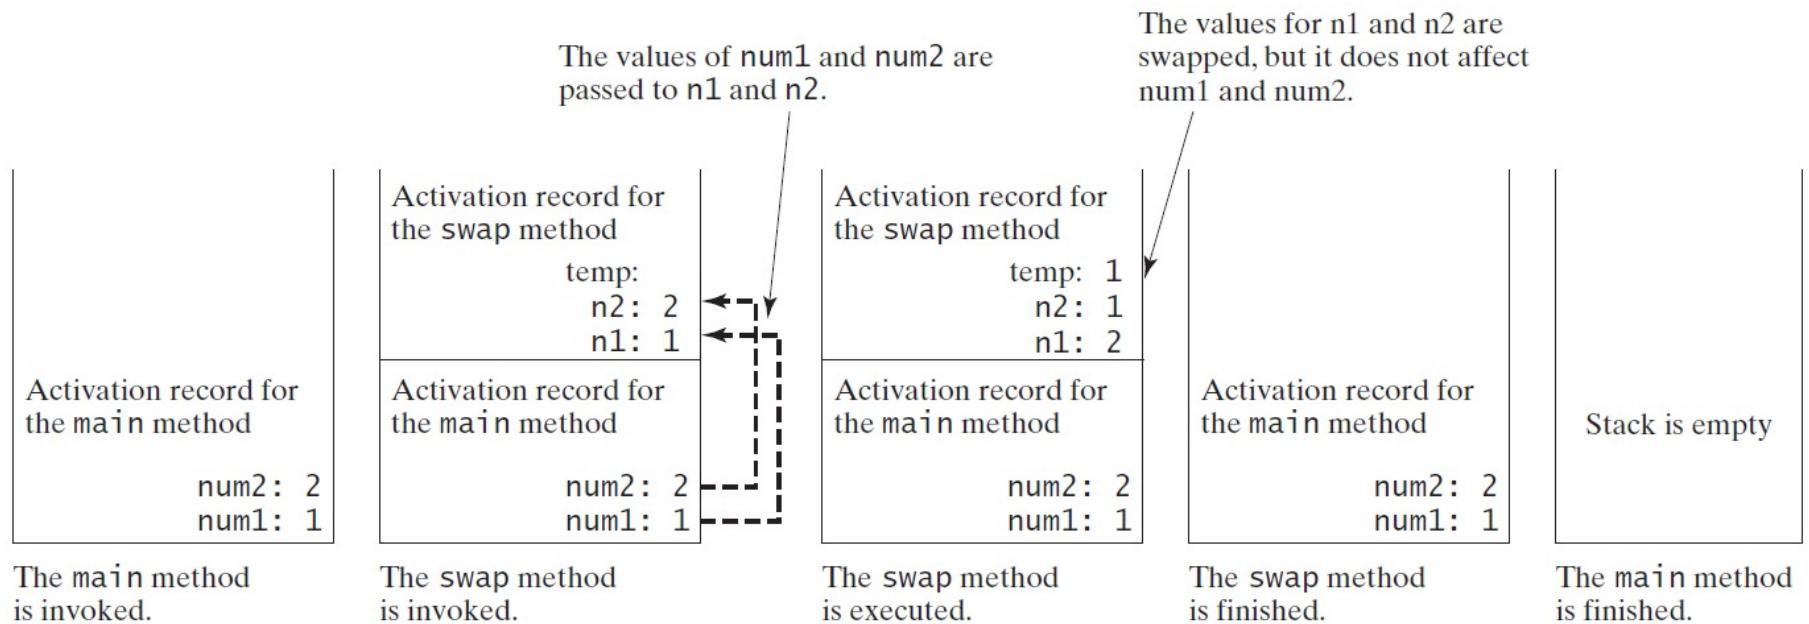 The values of num1 and num2 are
passed to n1 and n2.
The values for n1 and n2 are
swapped, but it does not affect
num1 and num2.
Activation record for
the main method
num2: 2
num1: 1
The main method
is invoked.
Activation record for
the swap method
temp:
n2: 2
n1: 1
Activation record for
the main method
num2: 2
num1: 1
The swap method
is invoked.
Activation record for
the swap method
temp: 1
n2: 1
n1: 2
Activation record for
the main method
num2: 2
num1: 1
The swap method
is executed.
Activation record for
the main method
num2: 2
num1: 1
The swap method
is finished.
Stack is empty
The main method
is finished.